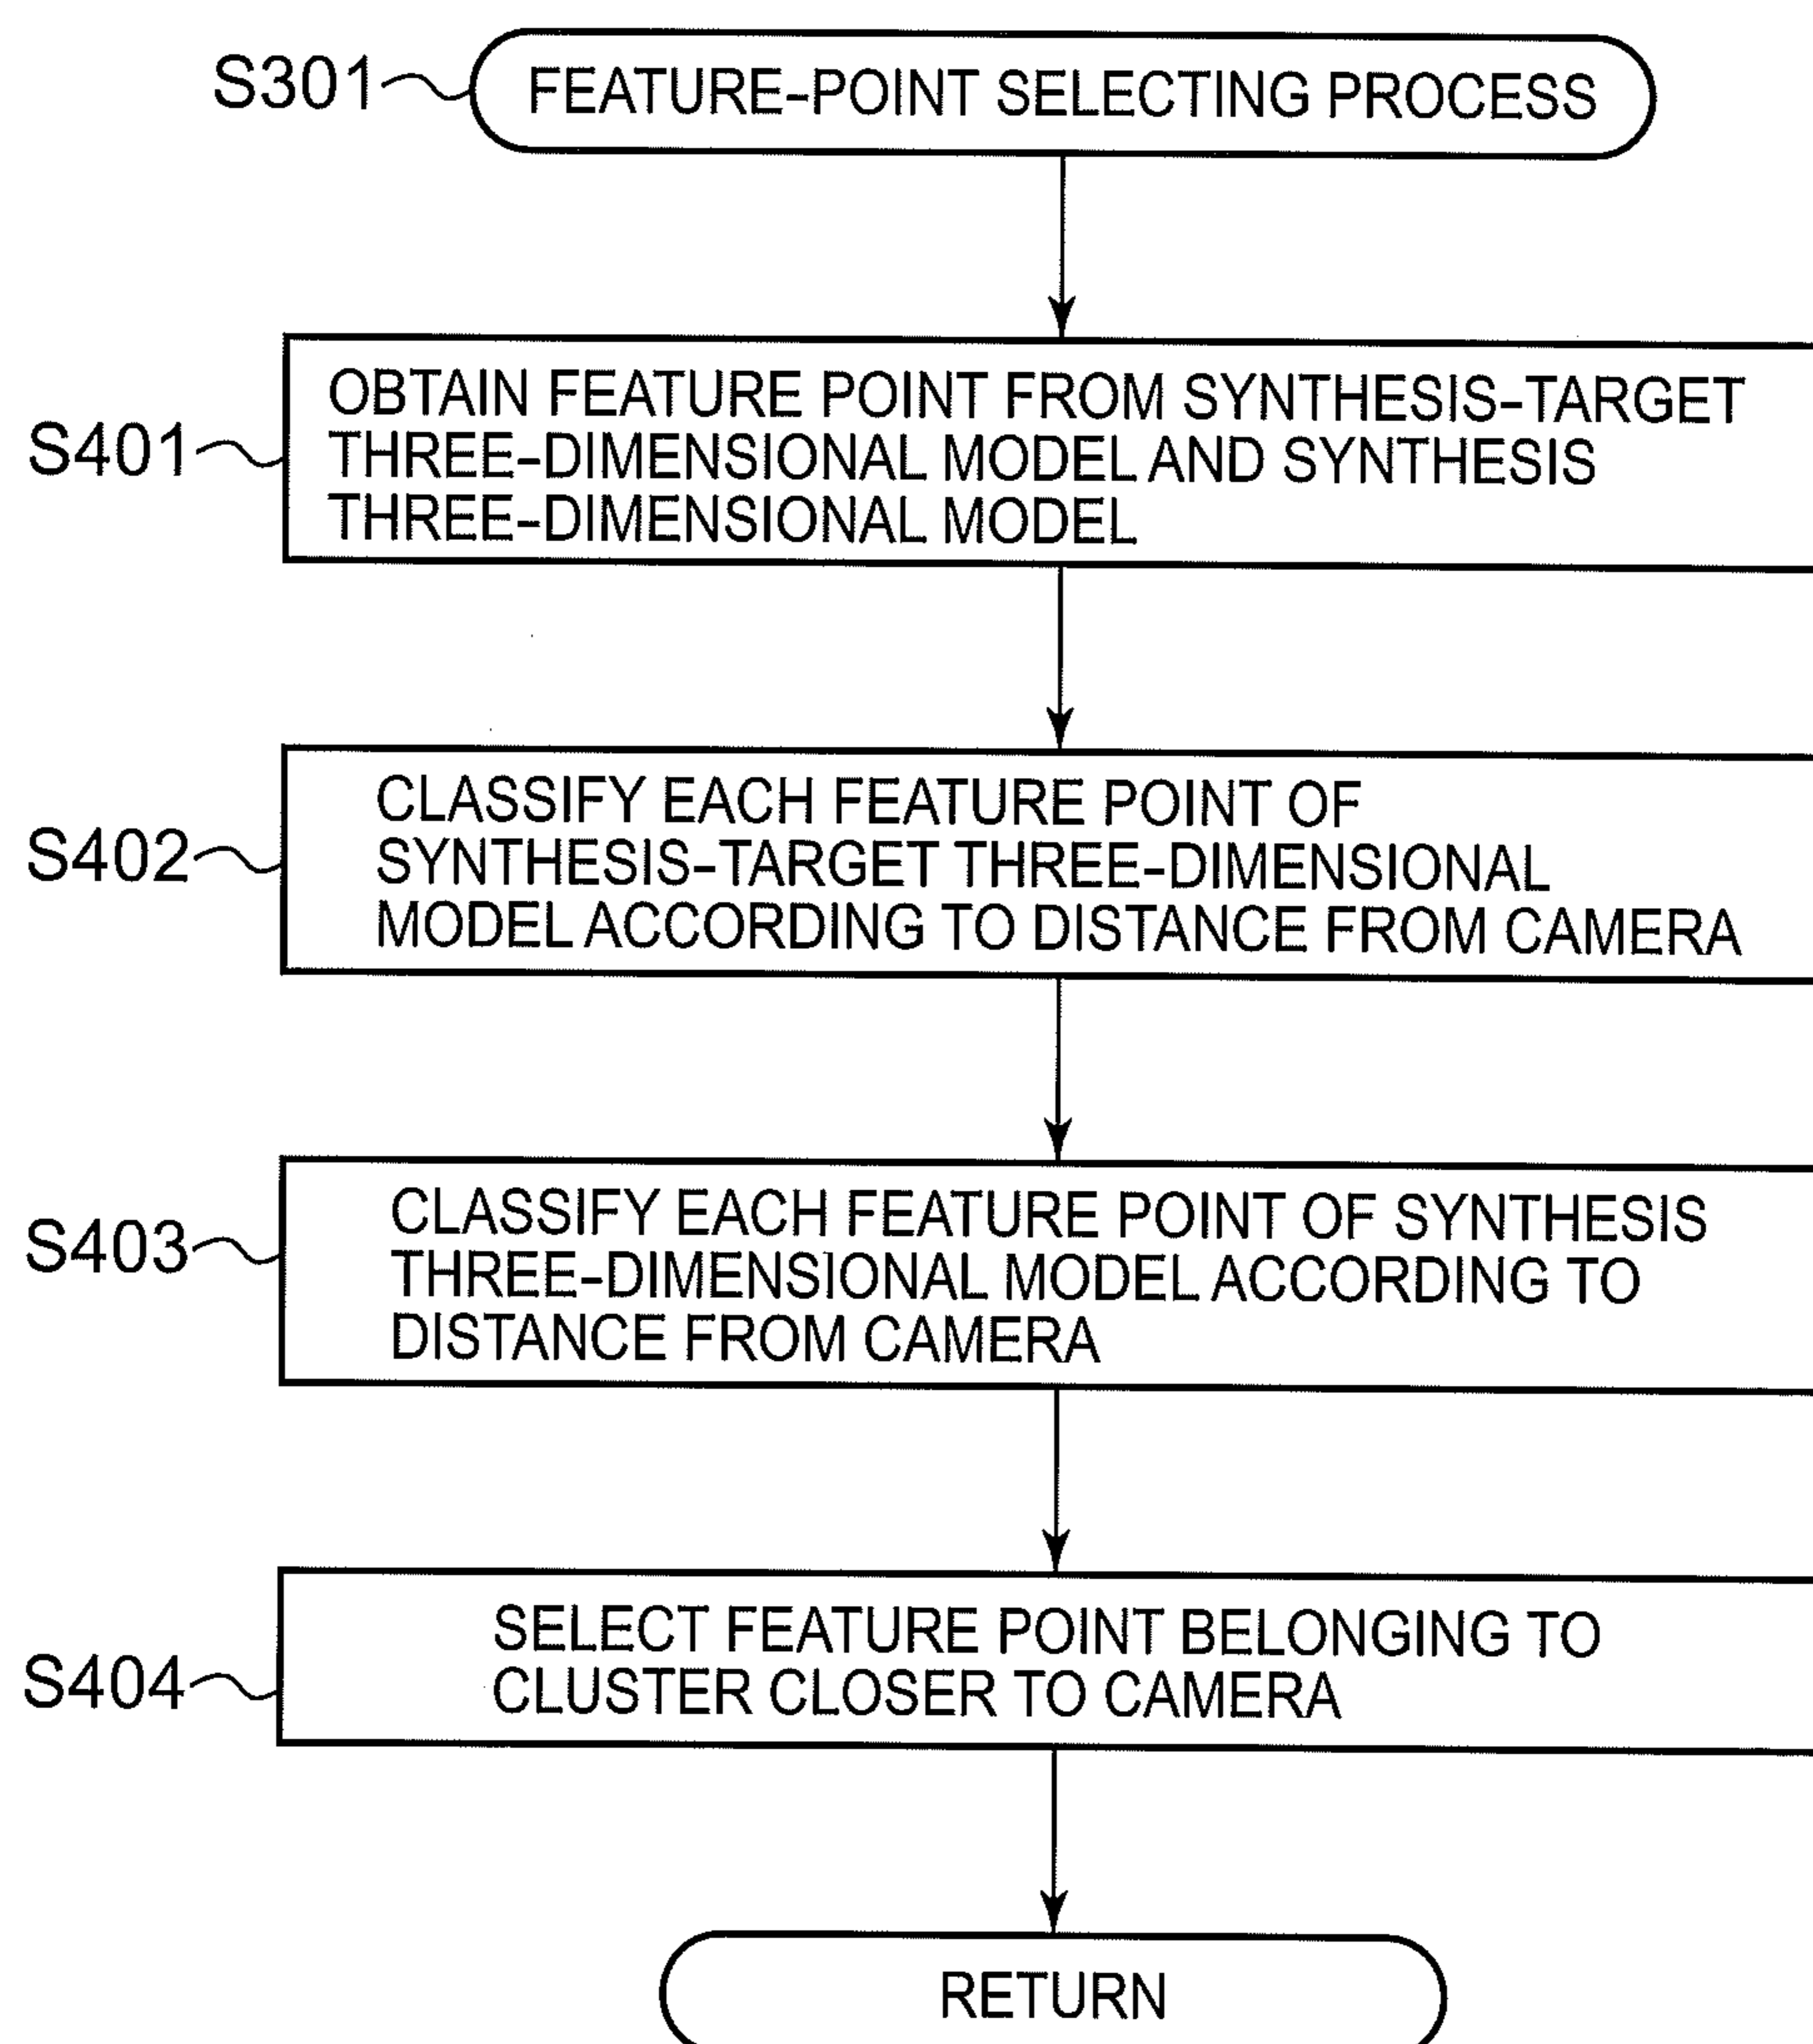 S301
FEATURE-POINT SELECTING PROCESS
S401
OBTAIN FEATURE POINT FROM SYNTHESIS-TARGET
THREE-DIMENSIONAL MODEL AND SYNTHESIS
THREE-DIMENSIONAL MODEL
S402
CLASSIFY EACH FEATURE POINT OF
SYNTHESIS-TARGET THREE-DIMENSIONAL
MODEL ACCORDING TO DISTANCE FROM CAMERA
S403
CLASSIFY EACH FEATURE POINT OF SYNTHESIS
THREE-DIMENSIONAL MODEL ACCORDING TO
DISTANCE FROM CAMERA
S404
SELECT FEATURE POINT BELONGING TO
CLUSTER CLOSER TO CAMERA
RETURN